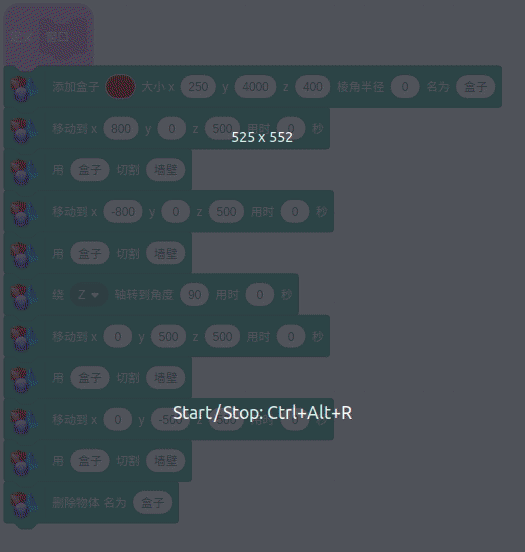 定义 窗口
添加盒子 大小 x 250 y 4000 z 400 棱角半径 0 名为 盒子
移动到 x 800 y 0 z 500 用时 0 秒
525 x 552
用 盒子 切割 墙壁
移动到 x -800 y 0 z 500 用时 0 秒
用 盒子 切割 墙壁
绕 Z 轴转到角度 90 用时 0 秒
移动到 x 0 y 500 z 500 用时 0 秒
用 盒子 切割 墙壁
移动到 x 0 y -500 z 500 用时 0 秒
Start/Stop: Ctrl+Alt+R
用 盒子 切割 墙壁
删除物体 名为 盒子